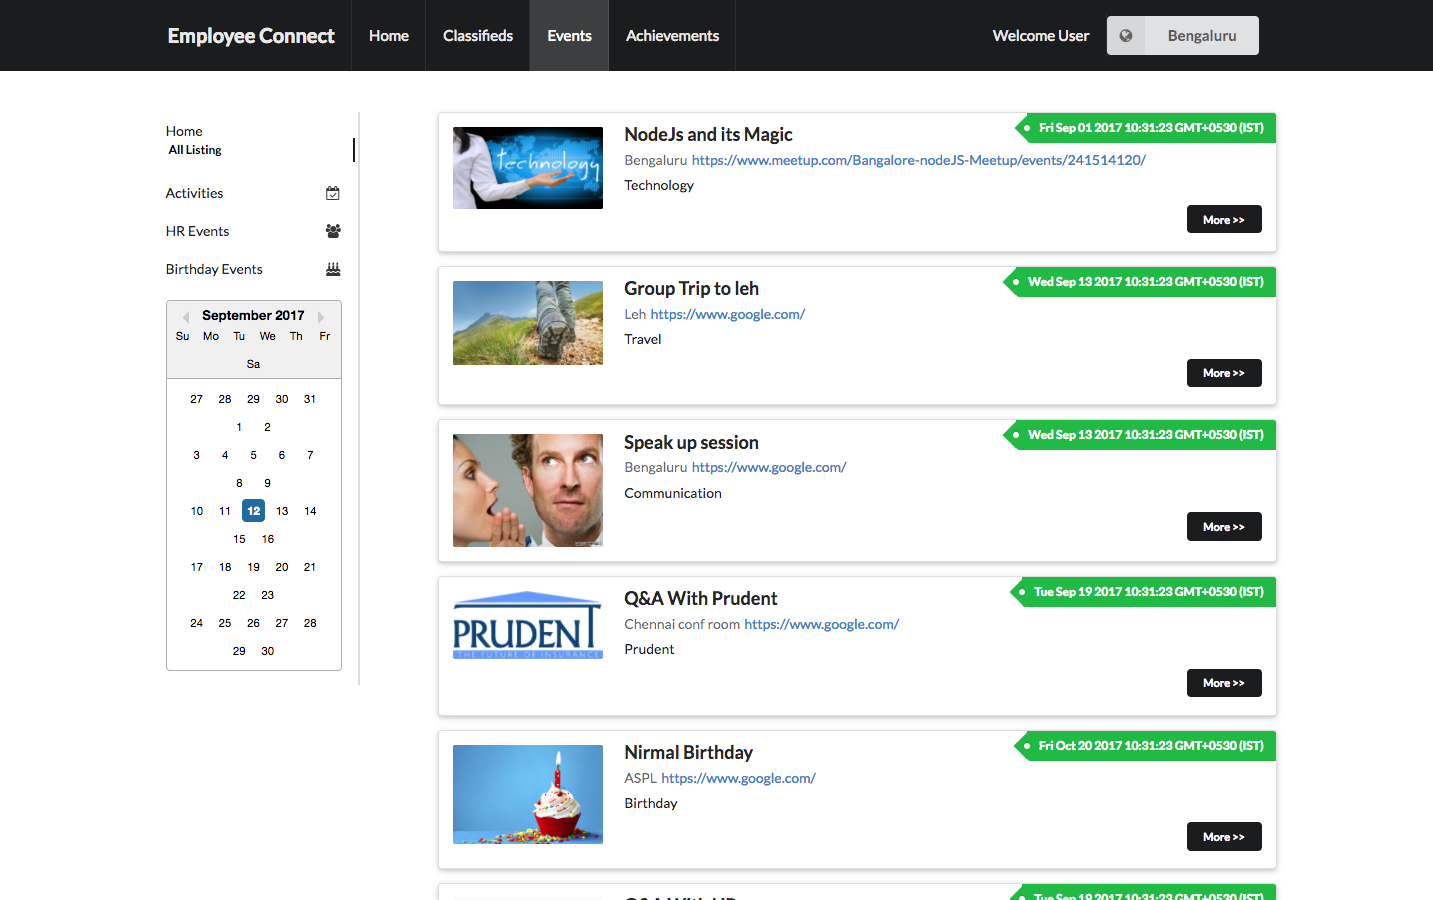 Employee Connect
Home
Classifieds
Events
Achievements
Welcome User
Bengaluru
Home
All Listing
Activities
HR Events
Birthday Events
September 2017
Su Mo Tu We Th Fr
Sa
27 28 29 30 31
1 2
3 4 5 6 7
8 9
10 11 12 13 14
15 16
17 18 19 20 21
22 23
24 25 26 27 28
29 30
technology
NodeJs and its Magic
Fri Sep 01 2017 10:31:23 GMT+0530 (IST)
Bengaluru https://www.meetup.com/Bangalore-nodeJS-Meetup/events/241514120/
Technology
More >>
Group Trip to leh
Wed Sep 13 2017 10:31:23 GMT+0530 (IST)
Leh https://www.google.com/
Travel
More >>
Speak up session
Wed Sep 13 2017 10:31:23 GMT+0530 (IST)
Bengaluru https://www.google.com/
Communication
More >>
PRUDENT
THE FUTURE OF INSURANCE
Q&A With Prudent
Tue Sep 19 2017 10:31:23 GMT+0530 (IST)
Chennai conf room https://www.google.com/
Prudent
More >>
Nirmal Birthday
Fri Oct 20 2017 10:31:23 GMT+0530 (IST)
ASPL https://www.google.com/
Birthday
More >>
Q&A With HR
Tue Sep 19 2017 10:31:23 GMT+0530 (IST)